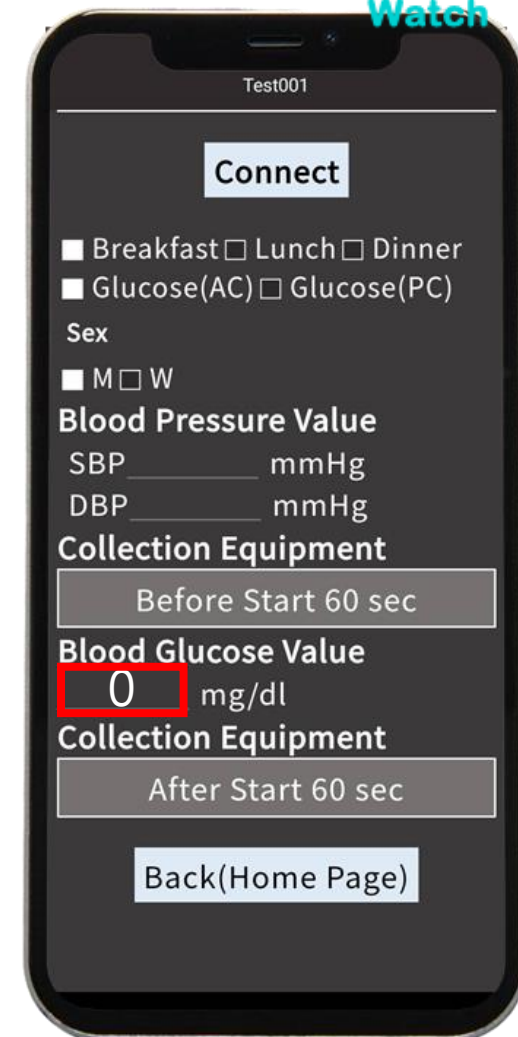 Watch
Test001
Connect
Breakfast Lunch Dinner
Glucose(AC) Glucose(PC)
Sex
M W
Blood Pressure Value
SBP mmHg
DBP mmHg
Collection Equipment
Before Start 60 sec
Blood Glucose Value
0 mg/dl
Collection Equipment
After Start 60 sec
Back(Home Page)